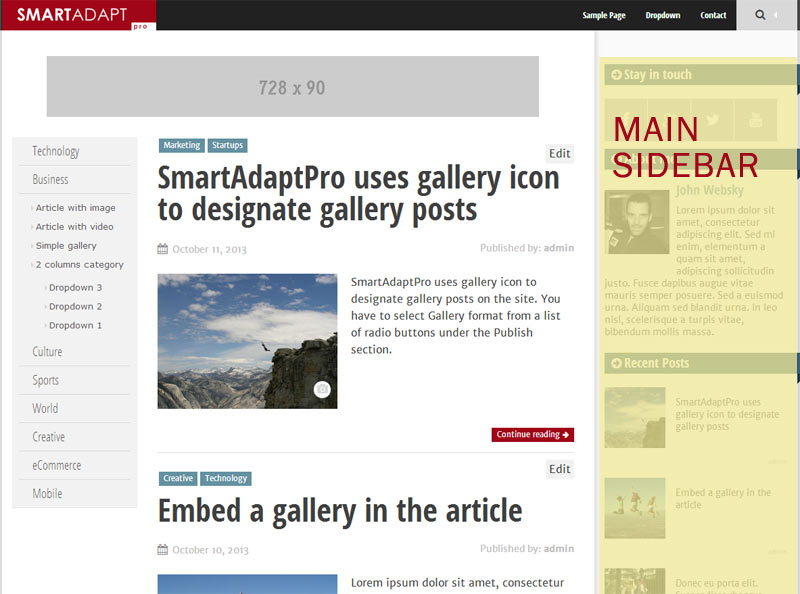 SMARTADAPT
pro
Sample Page
Dropdown
Contact
728 x 90
Technology
Business
Article with image
Article with video
Simple gallery
2 columns category
Dropdown 3
Dropdown 2
Dropdown 1
Culture
Sports
World
Creative
eCommerce
Mobile
Marketing
Startups
Edit
SmartAdaptPro uses gallery icon
to designate gallery posts
October 11, 2013
Published by: admin
SmartAdaptPro uses gallery icon to
designate gallery posts on the site. You
have to select Gallery format from a list
of radio buttons under the Publish
section.
Continue reading
Creative
Technology
Edit
Embed a gallery in the article
October 10, 2013
Published by: admin
Lorem ipsum dolor sit amet, consectetur
Stay in touch
MAIN
SIDEBAR
John Websky
Lorem ipsum dolor sit
amet, consectetur
adipiscing elit. Sed mi
enim, elementum a
quam sit amet,
adipiscing sollicitudin
justo. Fusce dapibus augue vitae
mauris semper posuere. Sed a euismod
urna. Aliquam sed blandit urna. In leo
nisl, scelerisque a turpis vitae,
bibendum mollis massa.
Recent Posts
SmartAdaptPro uses
gallery icon to designate
gallery posts
admin
Embed a gallery in the
article
admin
Donec eu porta elit.